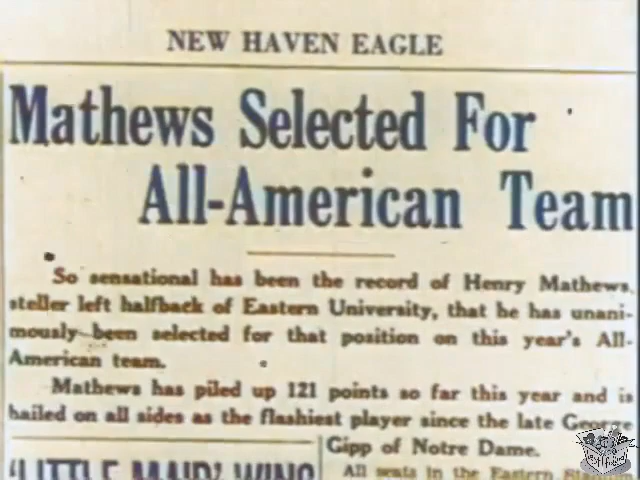 NEW HAVEN EAGLE
Mathews Selected For
All-American Team
So sensational has been the record of Henry Mathews,
steller left halfback of Eastern University, that he has unani-
mously been selected for that position on this year's All-
American team.
Mathews has piled up 121 points so far this year and is
hailed on all sides as the flashiest player since the late George
Gipp of Notre Dame.
All seats in the Eastern Stadium
'LITTLE MAID' WINS